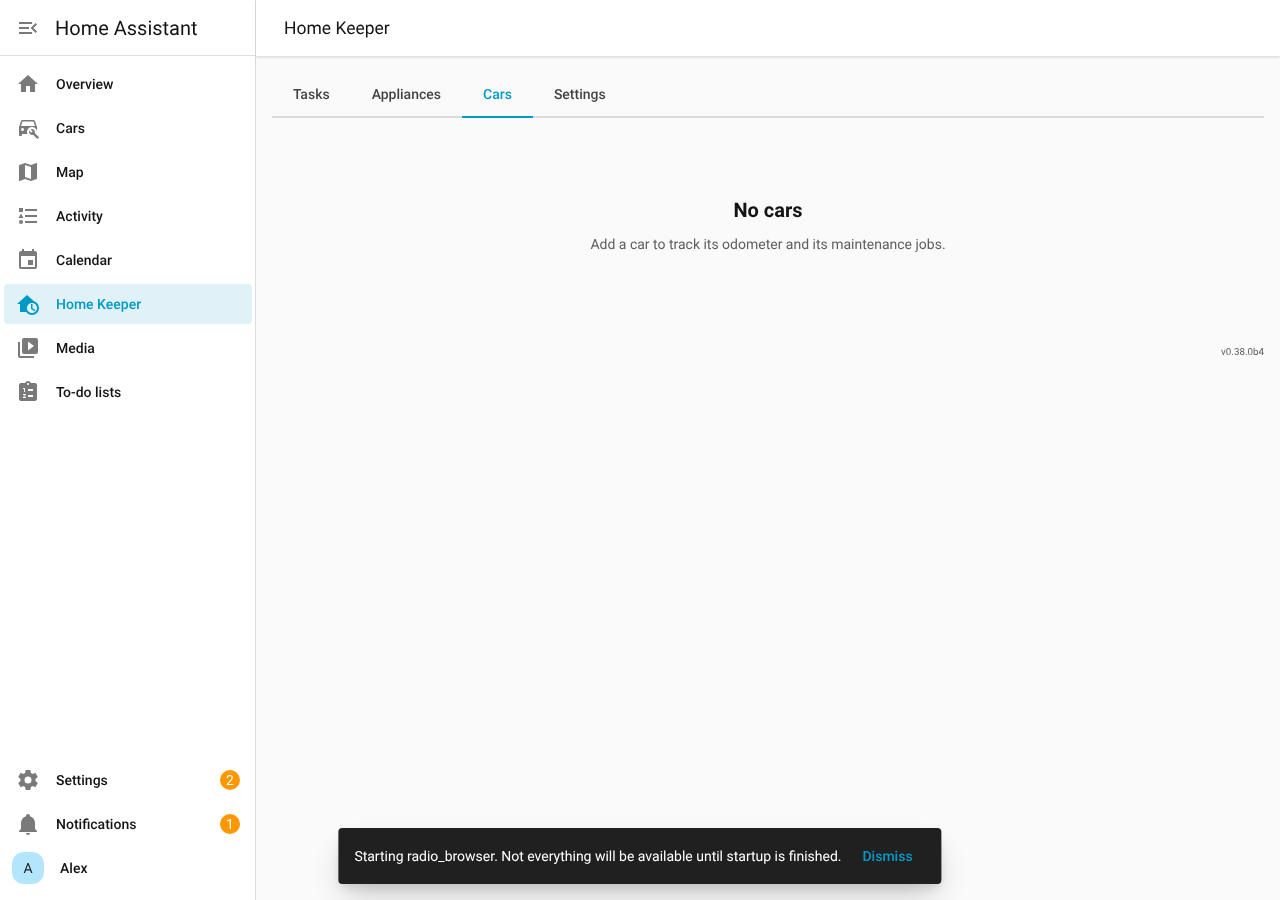 Home Assistant
Home Keeper
Overview
Cars
Map
Activity
Calendar
Home Keeper
Media
To-do lists
Settings
2
Notifications
1
A
Alex
Tasks
Appliances
Cars
Settings
No cars
Add a car to track its odometer and its maintenance jobs.
v0.38.0b4
Starting radio_browser. Not everything will be available until startup is finished.
Dismiss